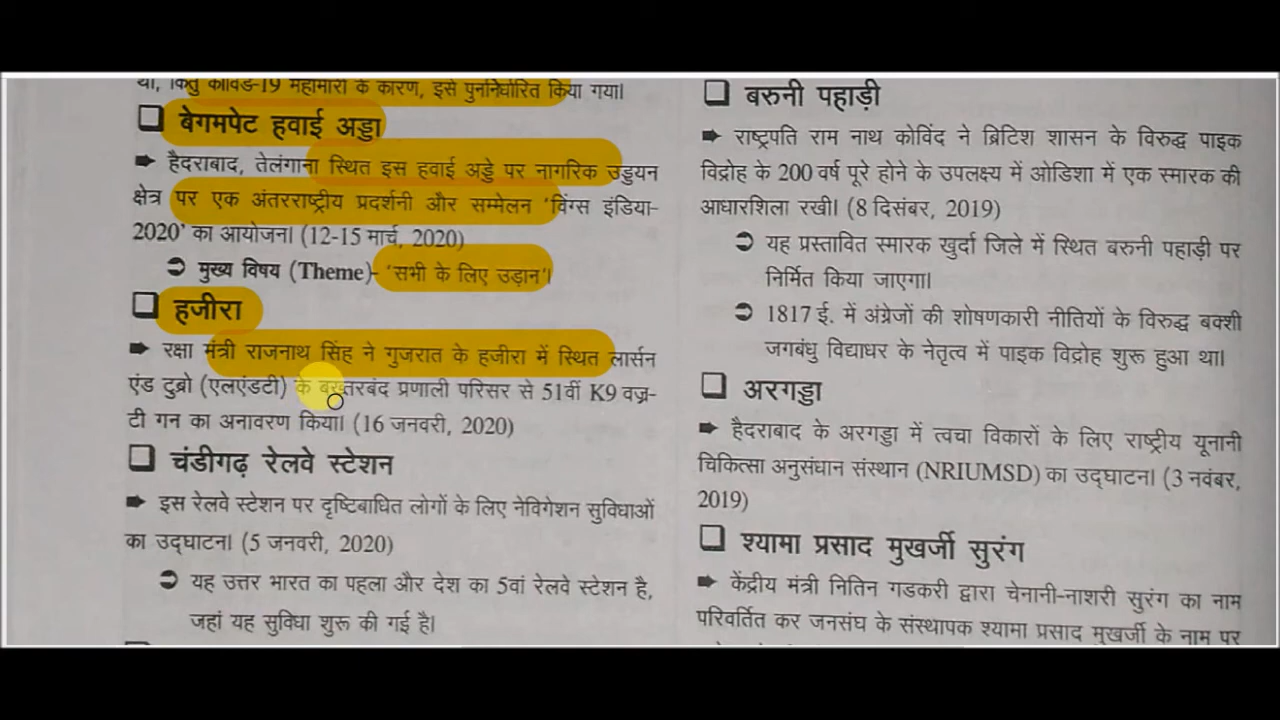 था, किंतु कोविड-19 महामारी के कारण, इसे पुनर्निर्धारित किया गया।
❑ बेगमपेट हवाई अड्डा
➡ हैदराबाद, तेलंगाना स्थित इस हवाई अड्डे पर नागरिक उड्डयन
क्षेत्र पर एक अंतरराष्ट्रीय प्रदर्शनी और सम्मेलन 'विंग्स इंडिया-
2020' का आयोजन। (12-15 मार्च, 2020)
➲ मुख्य विषय (Theme)- 'सभी के लिए उड़ान'।
❑ हजीरा
➡ रक्षा मंत्री राजनाथ सिंह ने गुजरात के हजीरा में स्थित लार्सन
एंड टुब्रो (एलएंडटी) के बख्तरबंद प्रणाली परिसर से 51वीं K9 वज्र-
टी गन का अनावरण किया। (16 जनवरी, 2020)
❑ चंडीगढ़ रेलवे स्टेशन
➡ इस रेलवे स्टेशन पर दृष्टिबाधित लोगों के लिए नेविगेशन सुविधाओं
का उद्घाटन। (5 जनवरी, 2020)
➲ यह उत्तर भारत का पहला और देश का 5वां रेलवे स्टेशन है,
जहां यह सुविधा शुरू की गई है।
❑ बरुनी पहाड़ी
➡ राष्ट्रपति राम नाथ कोविंद ने ब्रिटिश शासन के विरुद्ध पाइक
विद्रोह के 200 वर्ष पूरे होने के उपलक्ष्य में ओडिशा में एक स्मारक की
आधारशिला रखी। (8 दिसंबर, 2019)
➲ यह प्रस्तावित स्मारक खुर्दा जिले में स्थित बरुनी पहाड़ी पर
निर्मित किया जाएगा।
➲ 1817 ई. में अंग्रेजों की शोषणकारी नीतियों के विरुद्ध बक्शी
जगबंधु विद्याधर के नेतृत्व में पाइक विद्रोह शुरू हुआ था।
❑ अरगड्डा
➡ हैदराबाद के अरगड्डा में त्वचा विकारों के लिए राष्ट्रीय यूनानी
चिकित्सा अनुसंधान संस्थान (NRIUMSD) का उद्घाटन। (3 नवंबर,
2019)
❑ श्यामा प्रसाद मुखर्जी सुरंग
➡ केंद्रीय मंत्री नितिन गडकरी द्वारा चेनानी-नाशरी सुरंग का नाम
परिवर्तित कर जनसंघ के संस्थापक श्यामा प्रसाद मुखर्जी के नाम पर